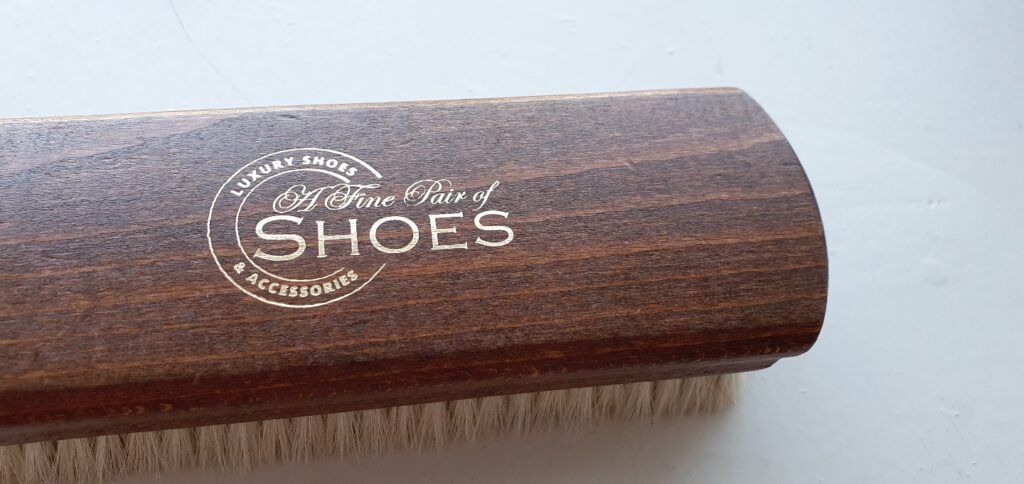 LUXURY SHOES
A Fine Pair of
SHOES
& ACCESSORIES